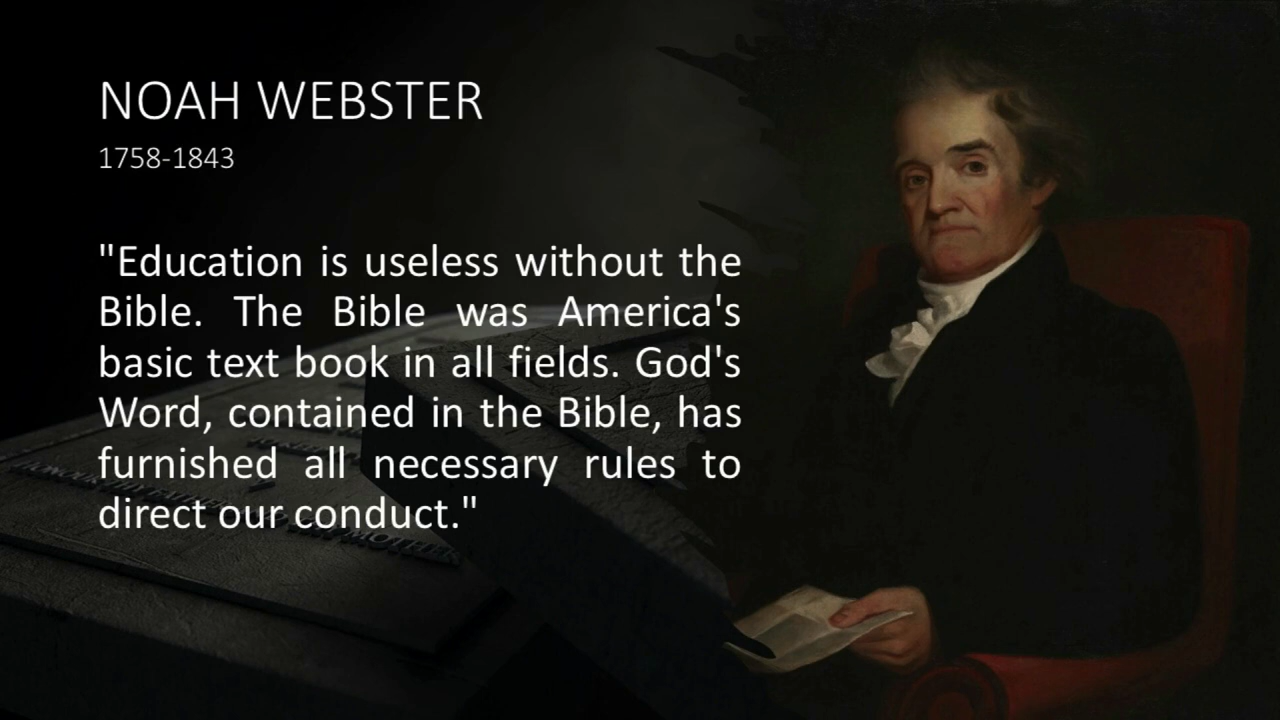 NOAH WEBSTER
1758-1843
"Education is useless without the
Bible. The Bible was America's
basic text book in all fields. God's
Word, contained in the Bible, has
furnished all necessary rules to
direct our conduct."